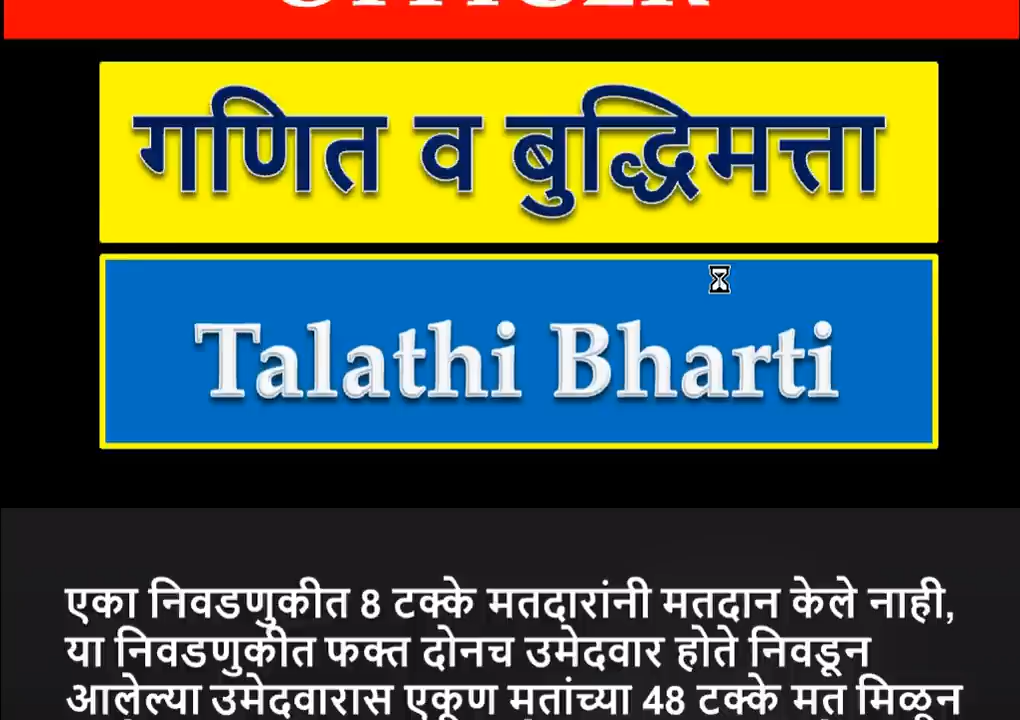 गणित व बुद्धिमत्ता
Talathi Bharti
एका निवडणुकीत 8 टक्के मतदारांनी मतदान केले नाही,
या निवडणुकीत फक्त दोनच उमेदवार होते निवडून
आलेल्या उमेदवारास एकूण मतांच्या 48 टक्के मत मिळून